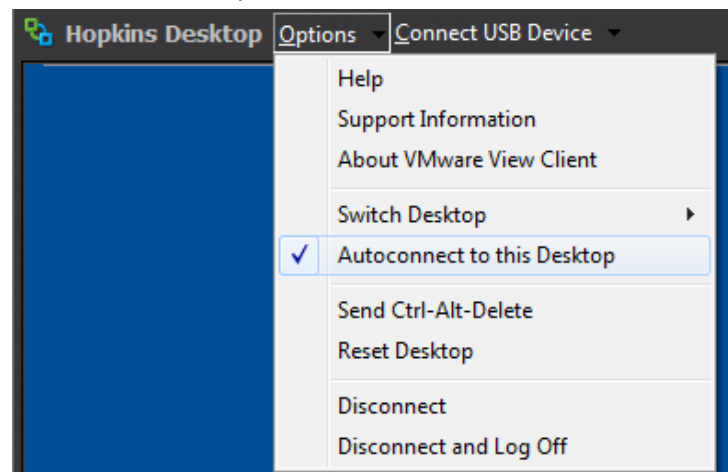 Hopkins Desktop Options Connect USB Device
Help
Support Information
About VMware View Client
Switch Desktop
Autoconnect to this Desktop
Send Ctrl-Alt-Delete
Reset Desktop
Disconnect
Disconnect and Log Off